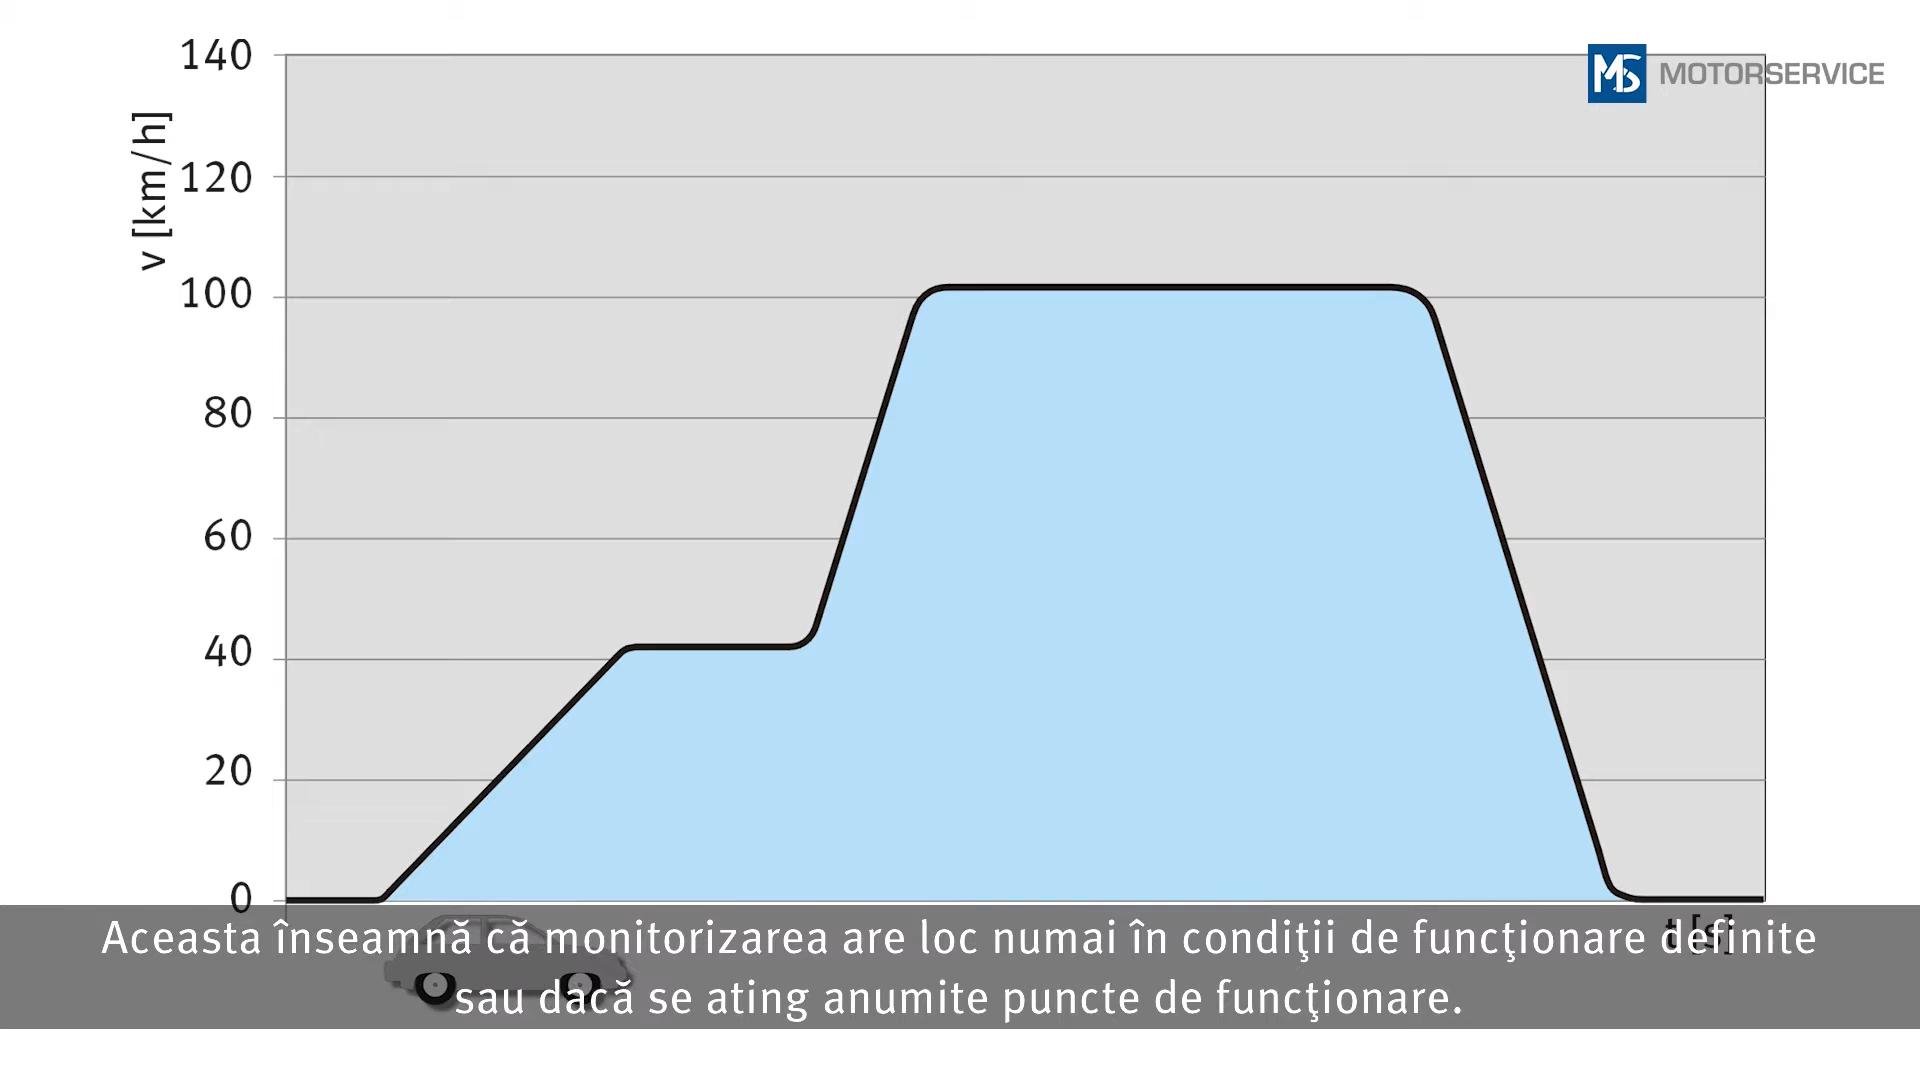 140
MS MOTORSERVICE
v [km/h]
120
100
80
60
40
20
0
t [s]
Aceasta înseamnă că monitorizarea are loc numai în condiţii de funcţionare definite
sau dacă se ating anumite puncte de funcţionare.